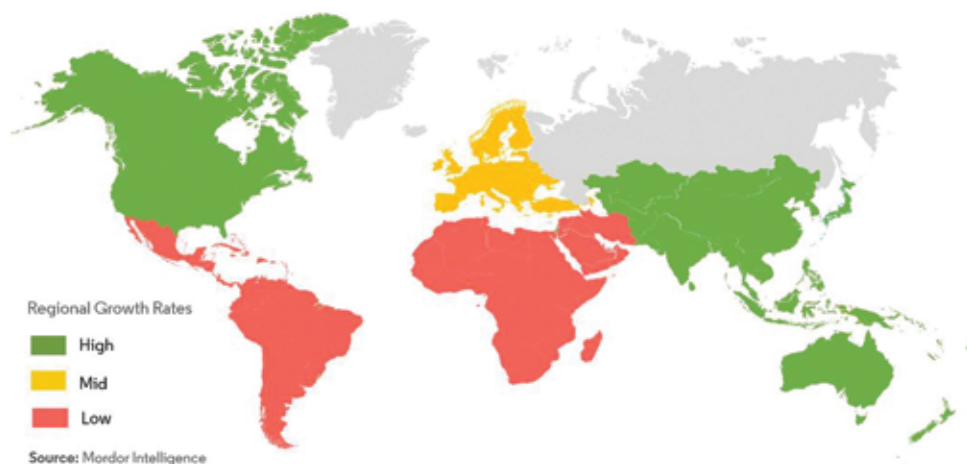 Regional Growth Rates
High
Mid
Low
Source: Mordor Intelligence